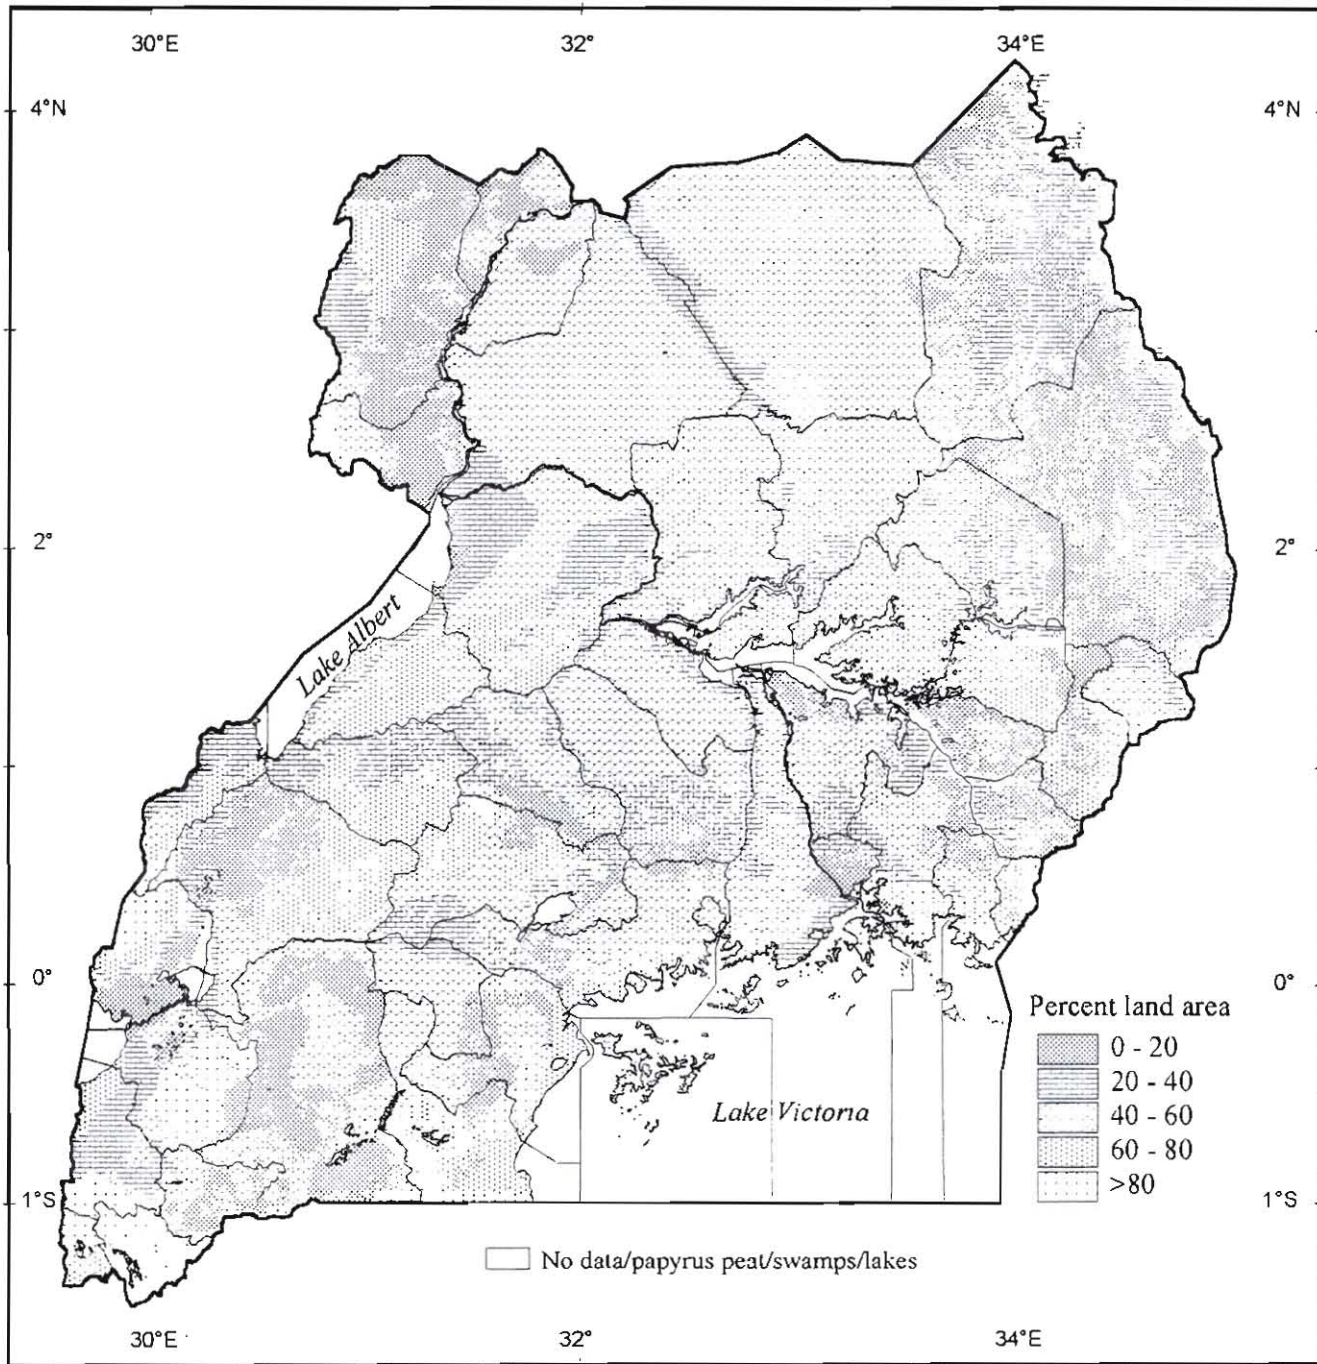 30°E 32° 34°E
4°N 4°N
2° 2°
Lake Albert
0° 0°
Percent land area
0 - 20
20 - 40
40 - 60
60 - 80
>80
Lake Victoria
1°S 1°S
No data/papyrus peat/swamps/lakes
30°E 32° 34°E